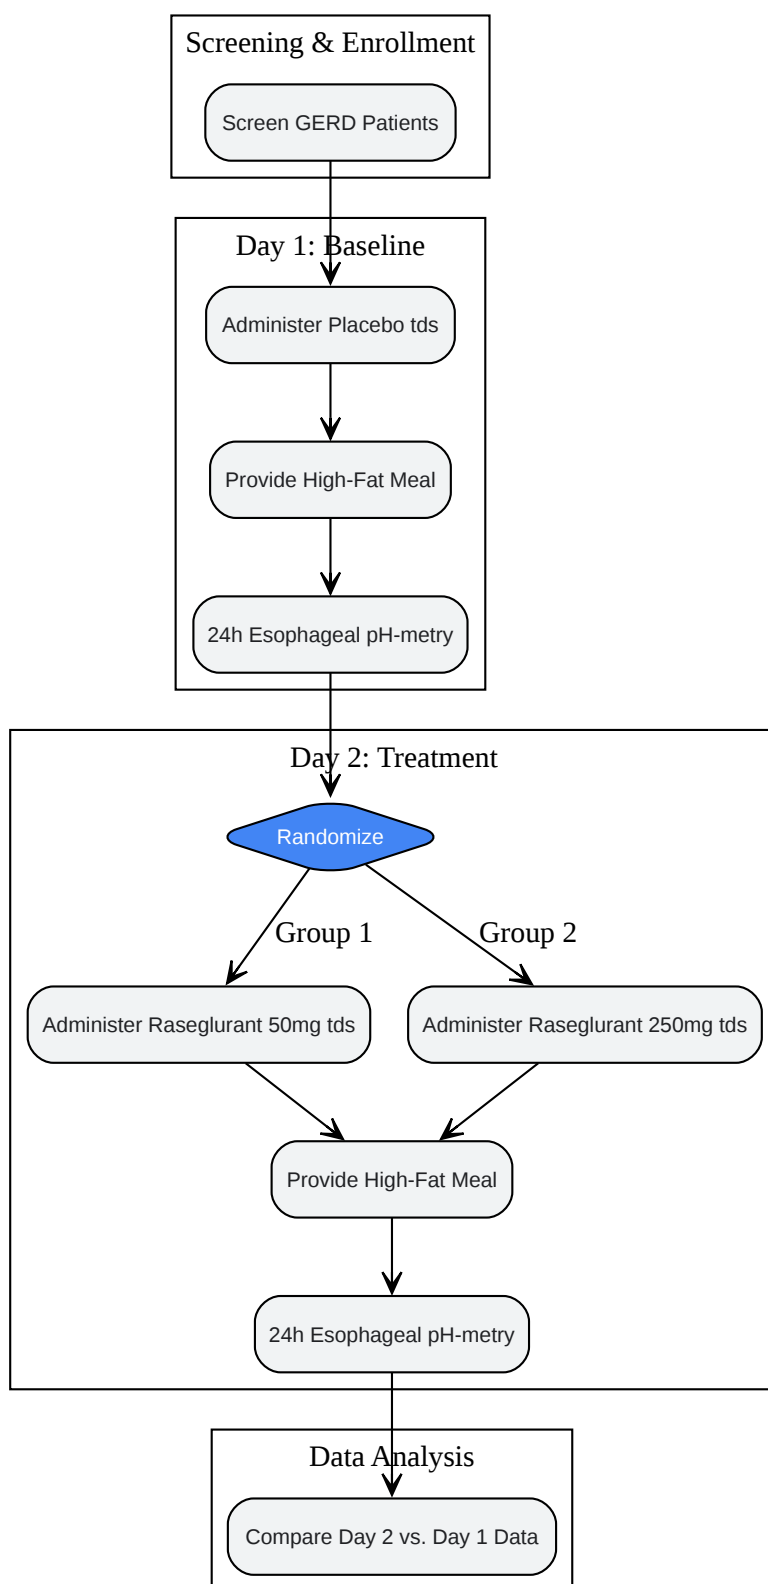 Screening & Enrollment
Screen GERD Patients
Day 1: Baseline
Administer Placebo tds
Provide High-Fat Meal
24h Esophageal pH-metry
Day 2: Treatment
Randomize
Group 1
Group 2
Administer Raseglurant 50mg tds
Administer Raseglurant 250mg tds
Provide High-Fat Meal
24h Esophageal pH-metry
Data Analysis
Compare Day 2 vs. Day 1 Data